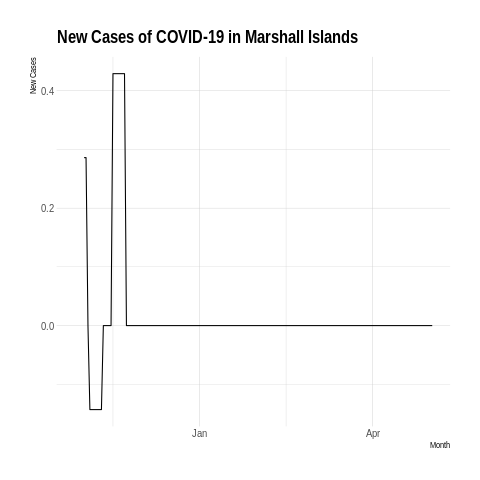 New Cases of COVID-19 in Marshall Islands
New Cases
0.4
0.2
0.0
Jan
Apr
Month